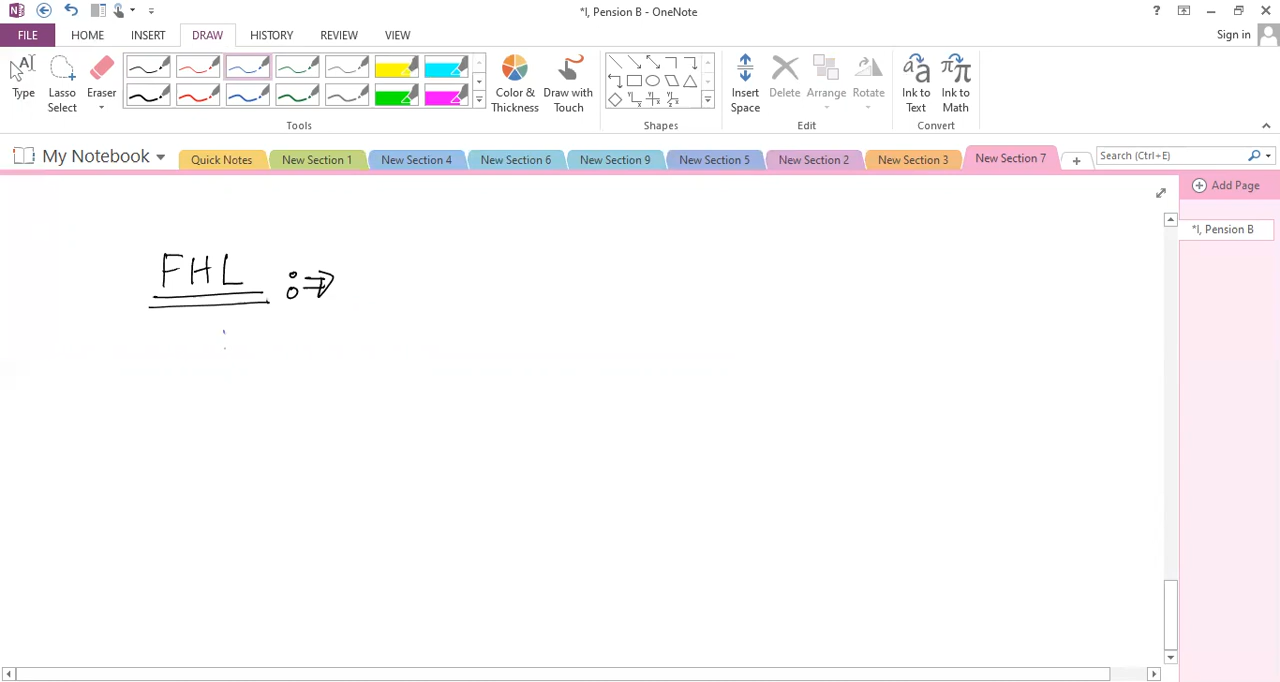 *I, Pension B - OneNote
? 
Sign in
FILE HOME INSERT DRAW HISTORY REVIEW VIEW
Type Lasso Select Eraser Color & Thickness Draw with Touch Insert Space Delete Arrange Rotate Ink to Text Ink to Math
Tools Shapes Edit Convert
My Notebook Quick Notes New Section 1 New Section 4 New Section 6 New Section 9 New Section 5 New Section 2 New Section 3 New Section 7 + Search (Ctrl+E)
Add Page
*I, Pension B
FHL :⇒